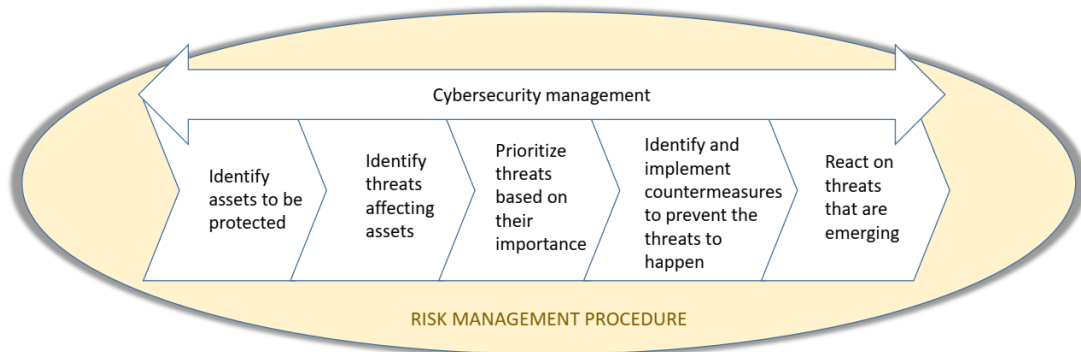 Cybersecurity management
Identify
assets to be
protected
Identify
threats
affecting
assets
Prioritize
threats
based on
their
importance
Identify and
implement
countermeasures
to prevent the
threats to
happen
React on
threats
that are
emerging
RISK MANAGEMENT PROCEDURE